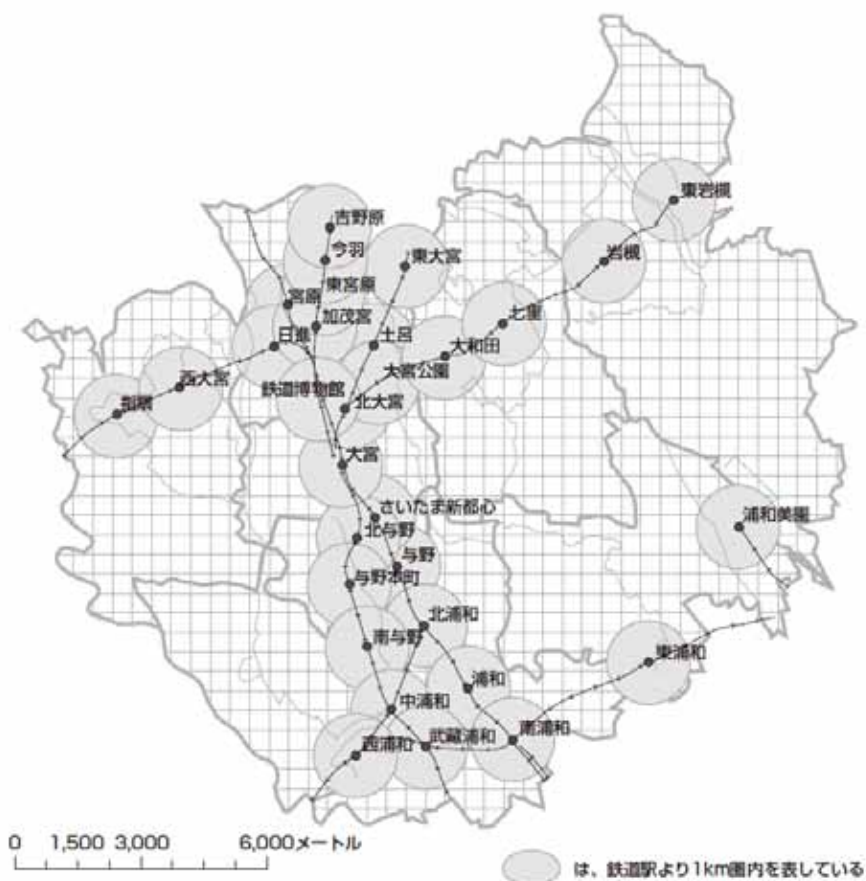 東岩槻
吉野原
今羽
東大宮
岩槻
東宮原
宮原
加茂宮
七里
日進
土呂
大和田
大宮公園
西大宮
鉄道博物館
指扇
北大宮
大宮
さいたま新都心
浦和美園
北与野
与野
与野本町
北浦和
南与野
東浦和
浦和
中浦和
武蔵浦和
南浦和
西浦和
0 1,500 3,000 6,000メートル
は、鉄道駅より1km圏内を表している